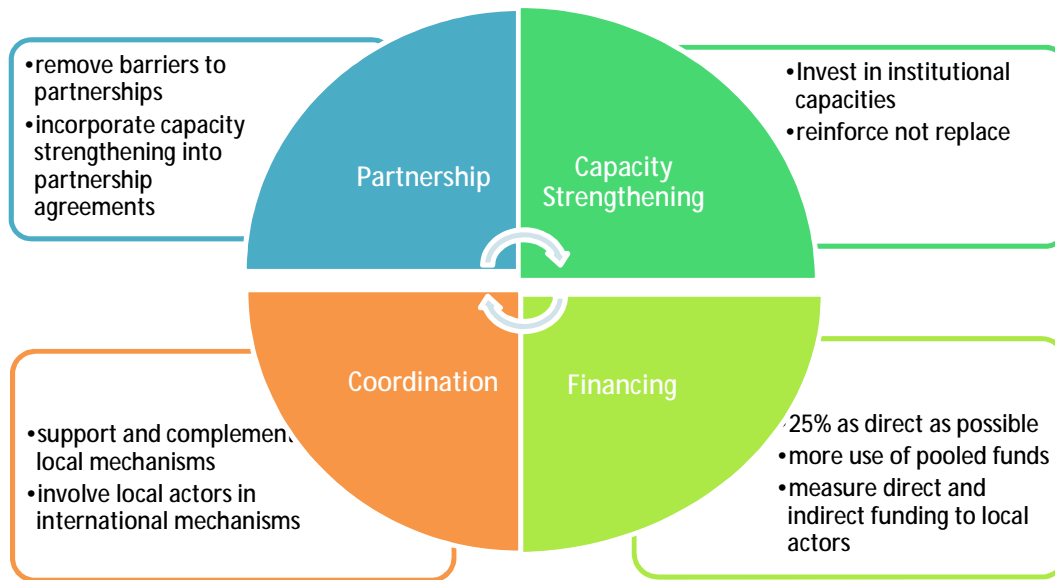 •remove barriers to
partnerships
•incorporate capacity
strengthening into
partnership
agreements
Partnership
Capacity
Strengthening
•Invest in institutional
capacities
•reinforce not replace
Coordination
•support and complement
local mechanisms
•involve local actors in
international mechanisms
Financing
•25% as direct as possible
•more use of pooled funds
•measure direct and
indirect funding to local
actors